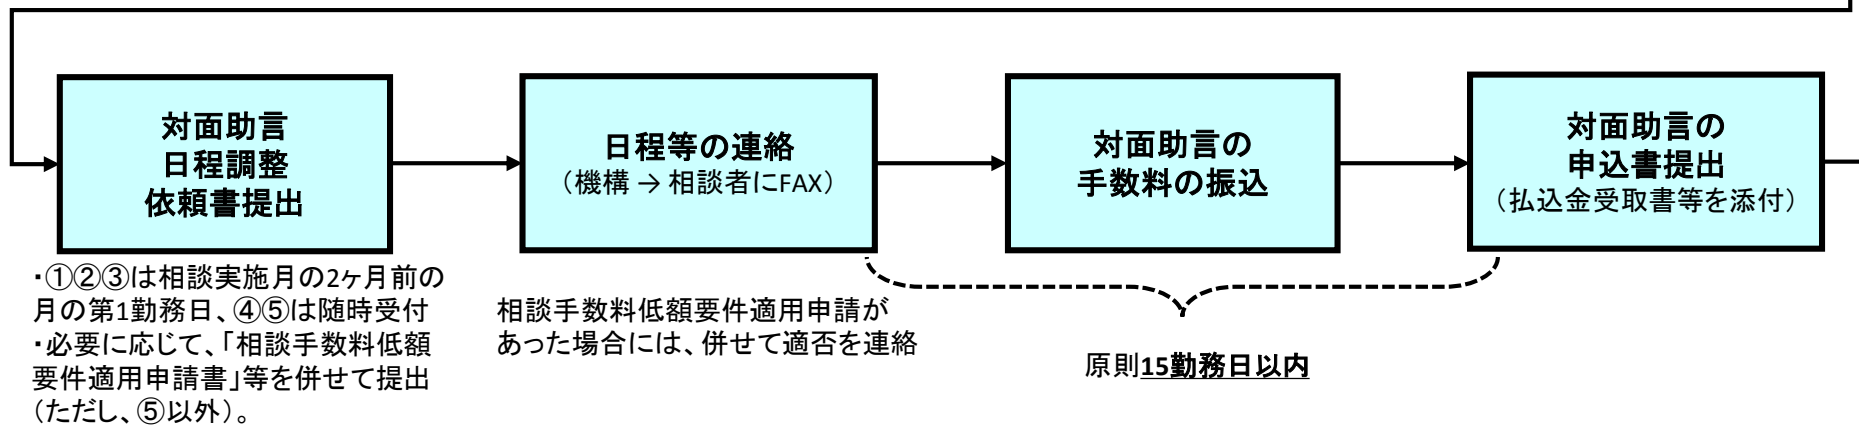 対面助言
日程調整
依頼書提出
日程等の連絡
（機構 → 相談者にFAX）
対面助言の
手数料の振込
対面助言の
申込書提出
（払込金受取書等を添付）
・①②③は相談実施月の2ヶ月前の
月の第1勤務日、④⑤は随時受付
・必要に応じて、「相談手数料低額
要件適用申請書」等を併せて提出
（ただし、⑤以外）。
相談手数料低額要件適用申請が
あった場合には、併せて適否を連絡
原則15勤務日以内